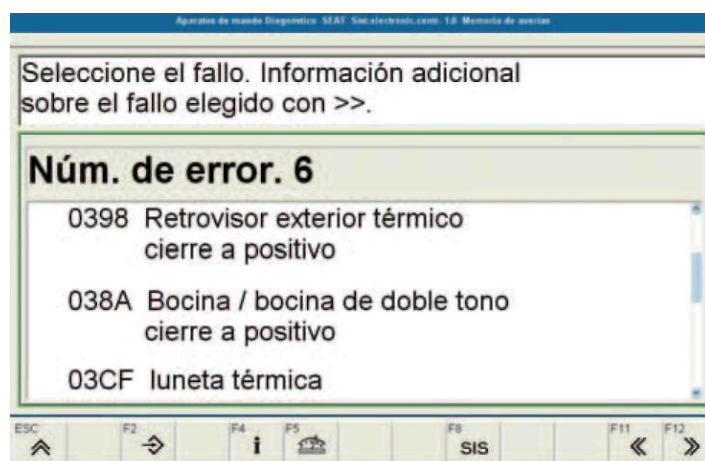 Aparatos de mando Diagnóstico SEAT Sist.electronic.centr. 1.0 Memoria de averías
Seleccione el fallo. Información adicional
sobre el fallo elegido con >>.
Núm. de error. 6
0398 Retrovisor exterior térmico
cierre a positivo
038A Bocina / bocina de doble tono
cierre a positivo
03CF luneta térmica
ESC F2 F4 F5 F8 F11 F12
i SIS « »